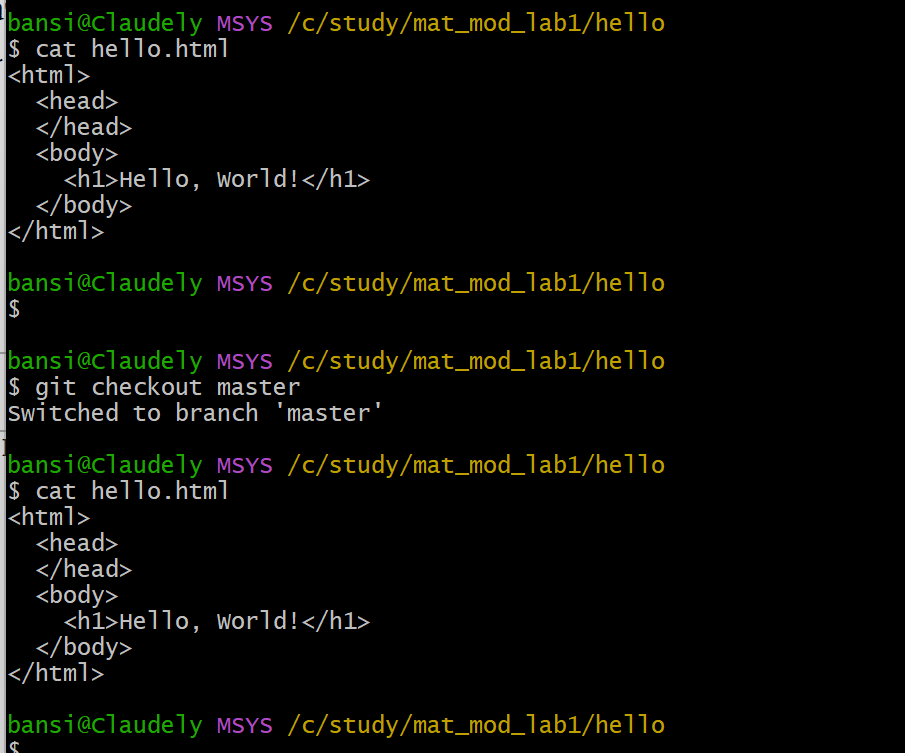 bansi@Claudely MSYS /c/study/mat_mod_lab1/hello
$ cat hello.html
<html>
  <head>
  </head>
  <body>
    <h1>Hello, World!</h1>
  </body>
</html>
bansi@Claudely MSYS /c/study/mat_mod_lab1/hello
$
bansi@Claudely MSYS /c/study/mat_mod_lab1/hello
$ git checkout master
Switched to branch 'master'
bansi@Claudely MSYS /c/study/mat_mod_lab1/hello
$ cat hello.html
<html>
  <head>
  </head>
  <body>
    <h1>Hello, World!</h1>
  </body>
</html>
bansi@Claudely MSYS /c/study/mat_mod_lab1/hello
$